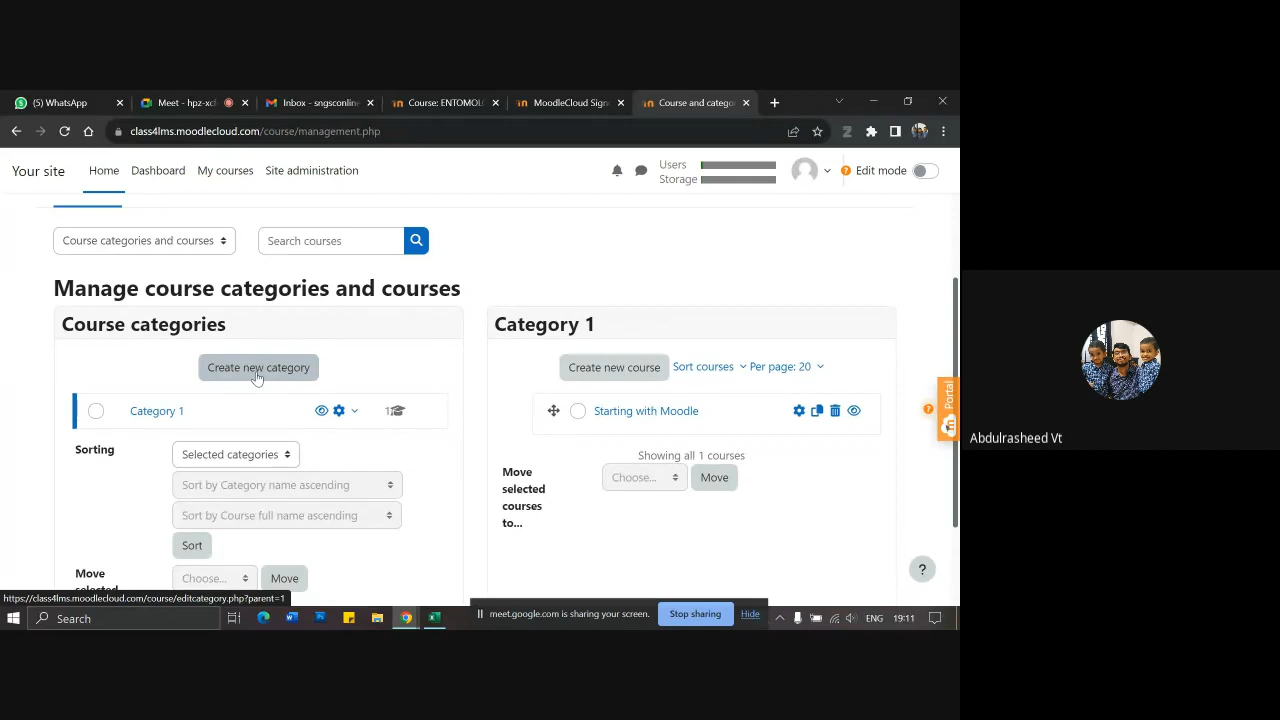 (5) WhatsApp
Meet - hpz-xc
Inbox - sngsconline
Course: ENTOMOL
MoodleCloud Sign
Course and catego
class4lms.moodlecloud.com/course/management.php
Your site
Home
Dashboard
My courses
Site administration
Users
Storage
Edit mode
Course categories and courses
Search courses
Manage course categories and courses
Course categories
Create new category
Category 1
1
Sorting
Selected categories
Sort by Category name ascending
Sort by Course full name ascending
Sort
Move
selected
Choose...
Move
Category 1
Create new course
Sort courses
Per page: 20
Starting with Moodle
Showing all 1 courses
Move
selected
courses
to...
Choose...
Move
Portal
?
Abdulrasheed Vt
https://class4lms.moodlecloud.com/course/editcategory.php?parent=1
meet.google.com is sharing your screen.
Stop sharing
Hide
Search
ENG
19:11